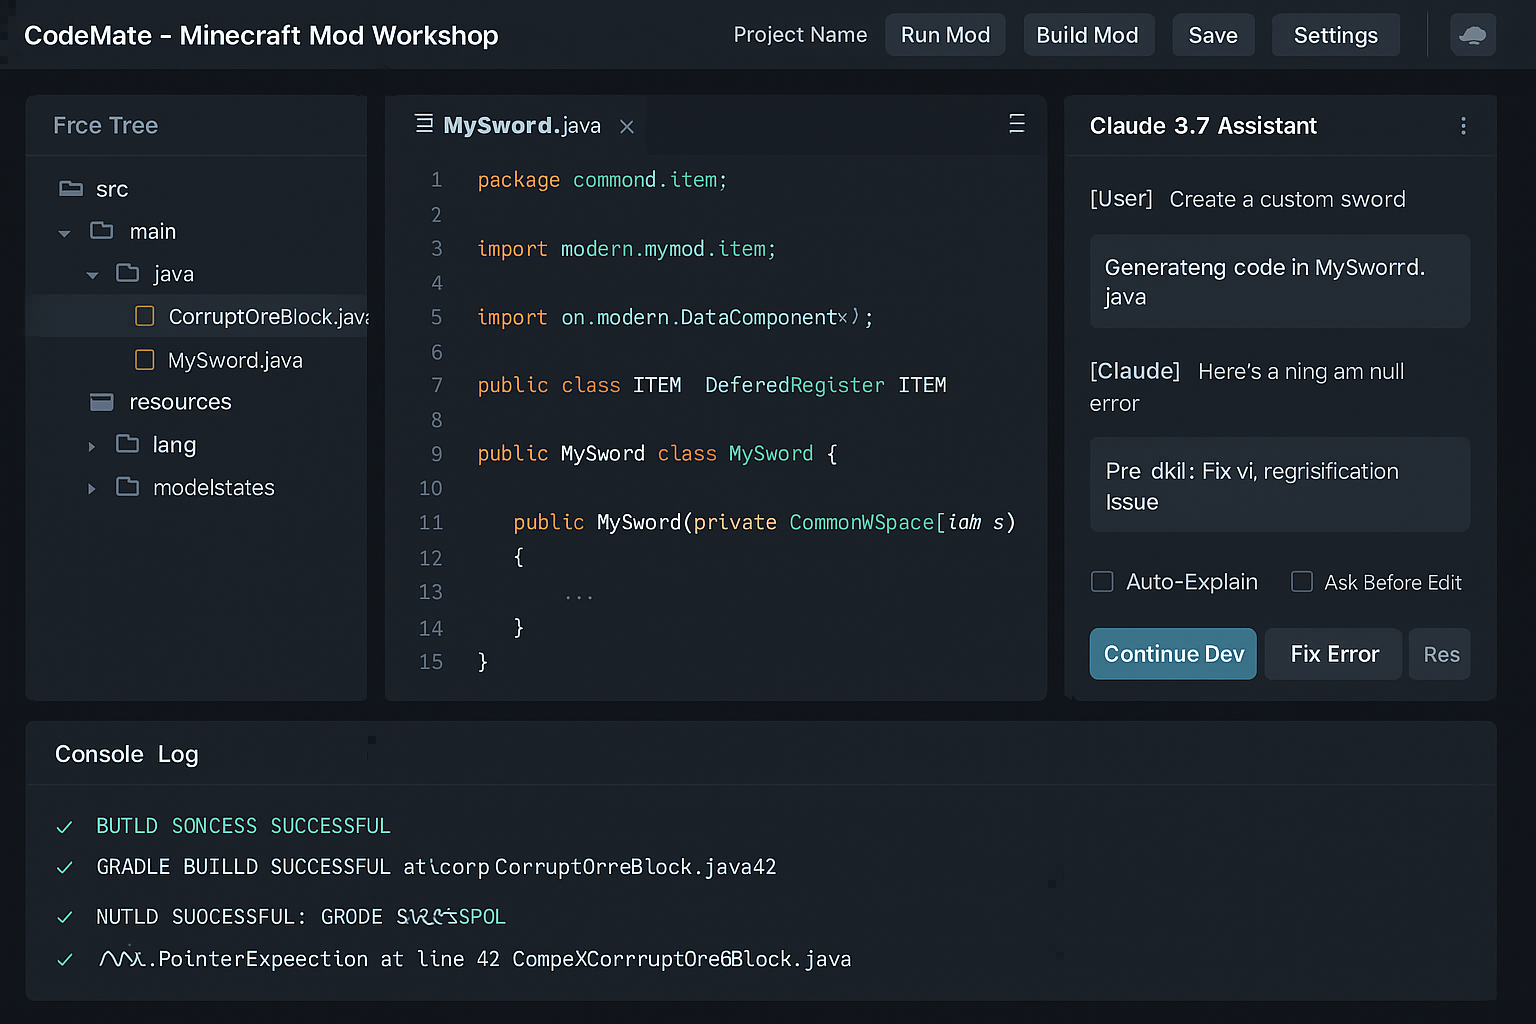 CodeMate - Minecraft Mod Workshop
Project Name
Run Mod
Build Mod
Save
Settings
Frce Tree
src
main
java
CorruptOreBlock.java
MySword.java
resources
lang
modelstates
MySword.java
1 package commond.item;
2
3 import modern.mymod.item;
4
5 import on.modern.DataComponent×);
6
7 public class ITEM DeferedRegister ITEM
8
9 public MySword class MySword {
10
11 public MySword(private CommonWSpace[iam s)
12 {
13 ...
14 }
15 }
Claude 3.7 Assistant
[User] Create a custom sword
Generateng code in MySworrd.
java
[Claude] Here's a ning am null
error
Pre dkil: Fix vi, regrisification
Issue
Auto-Explain
Ask Before Edit
Continue Dev
Fix Error
Res
Console Log
BUTLD SONCESS SUCCESSFUL
GRADLE BUILLD SUCCESSFUL at\corp CorruptOrreBlock.java42
NUTLD SUOCESSFUL: GRODE
.PointerExpeection at line 42 CompeXCorrruptOre6Block.java